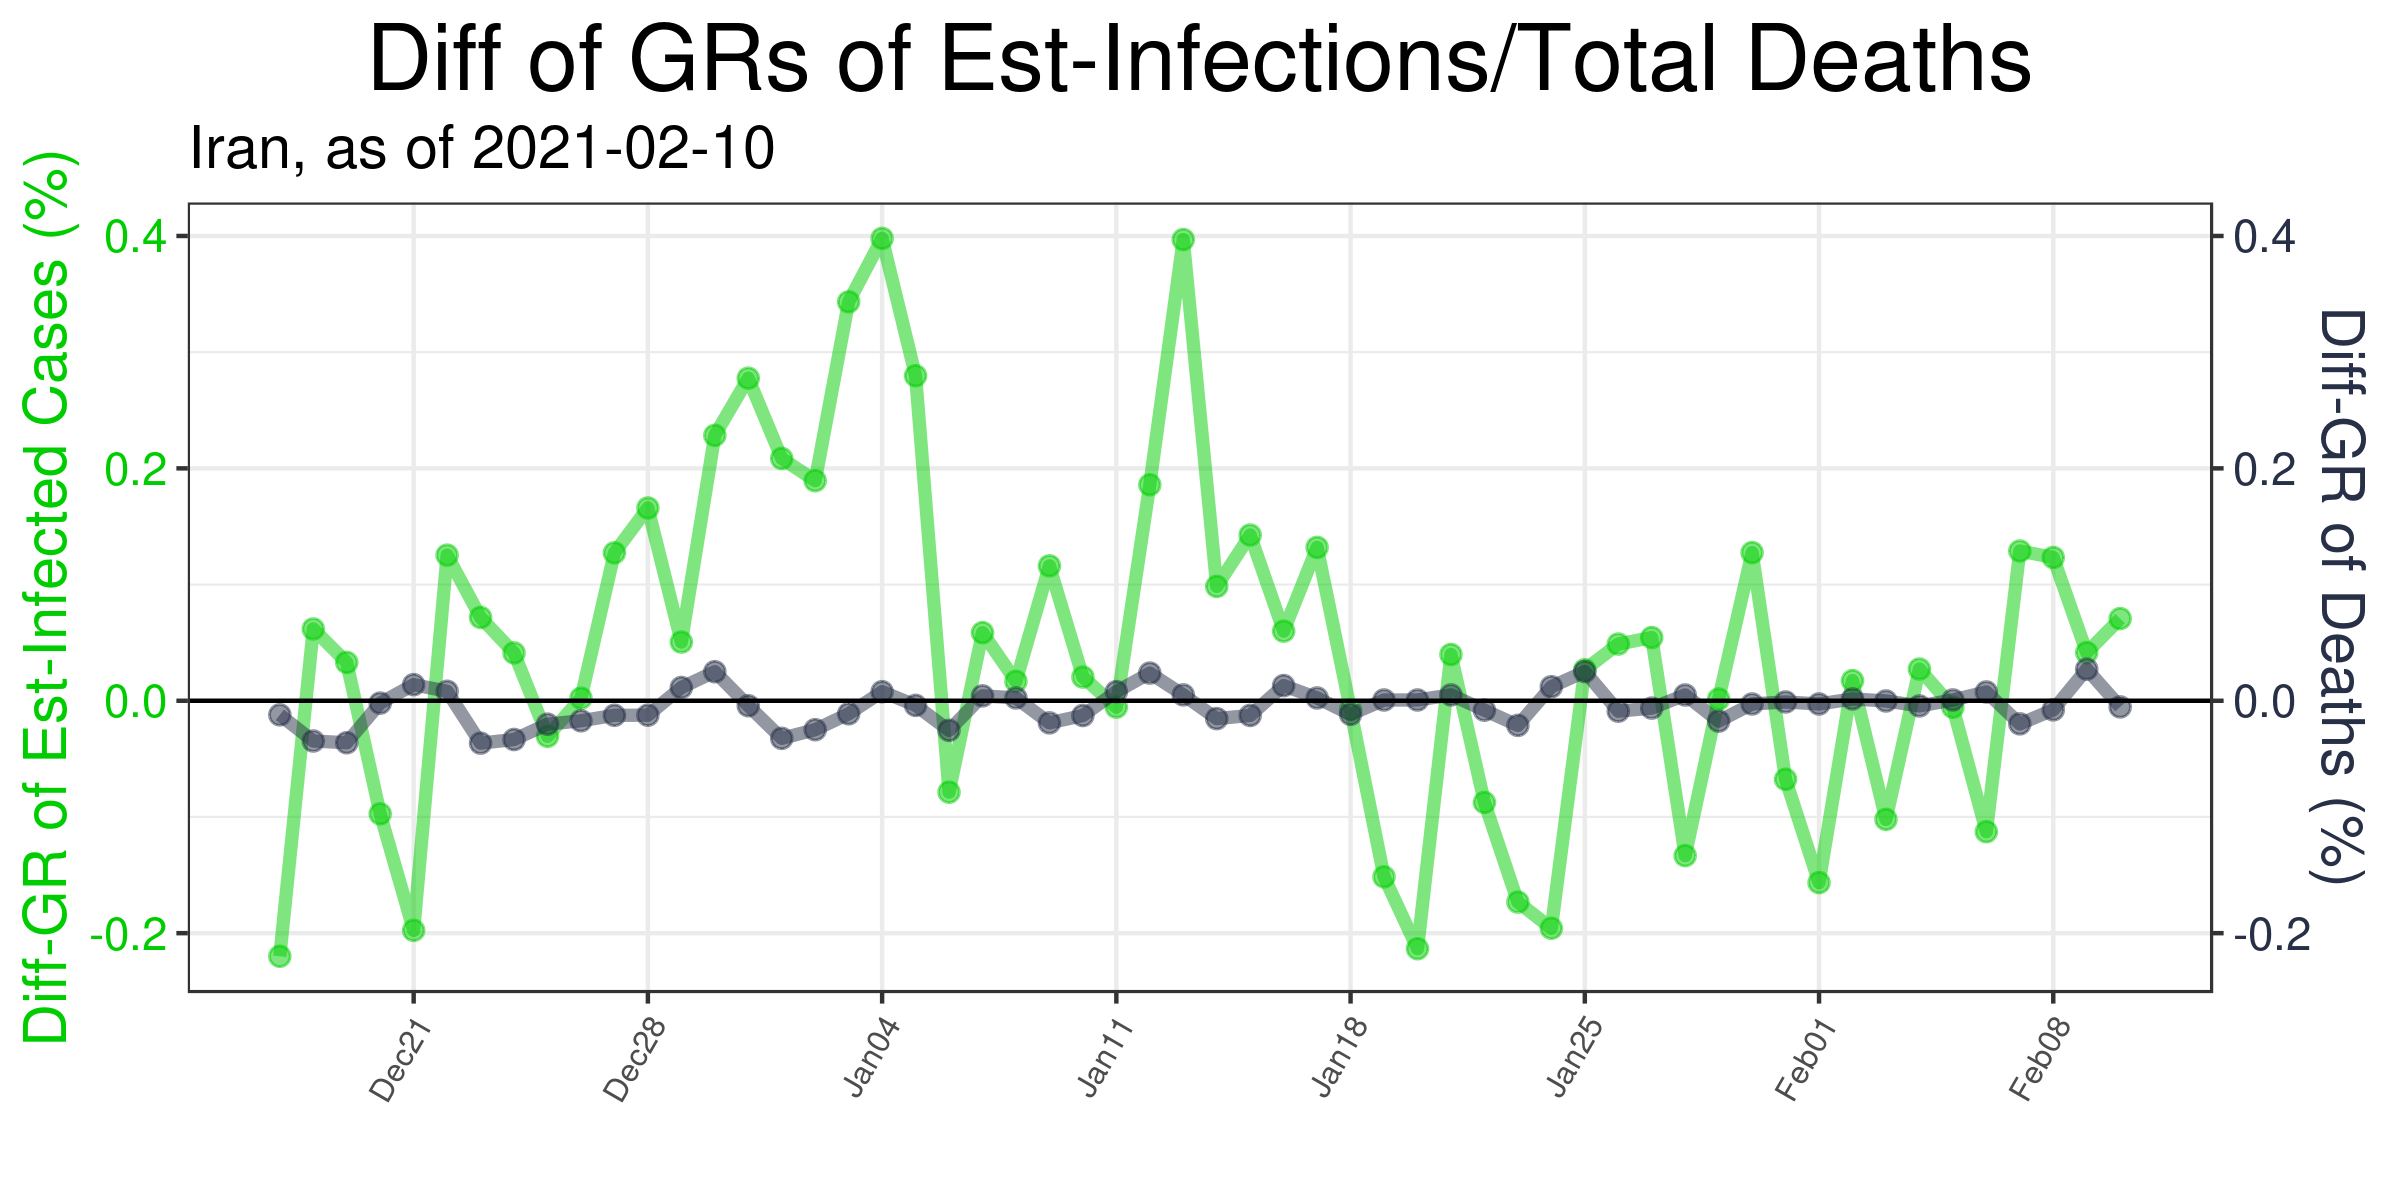 Diff of GRs of Est-Infections/Total Deaths
Iran, as of 2021-02-10
Diff-GR of Est-Infected Cases (%)
0.4
0.2
0.0
-0.2
0.4
0.2
0.0
-0.2
Diff-GR of Deaths (%)
Dec21
Dec28
Jan04
Jan11
Jan18
Jan25
Feb01
Feb08